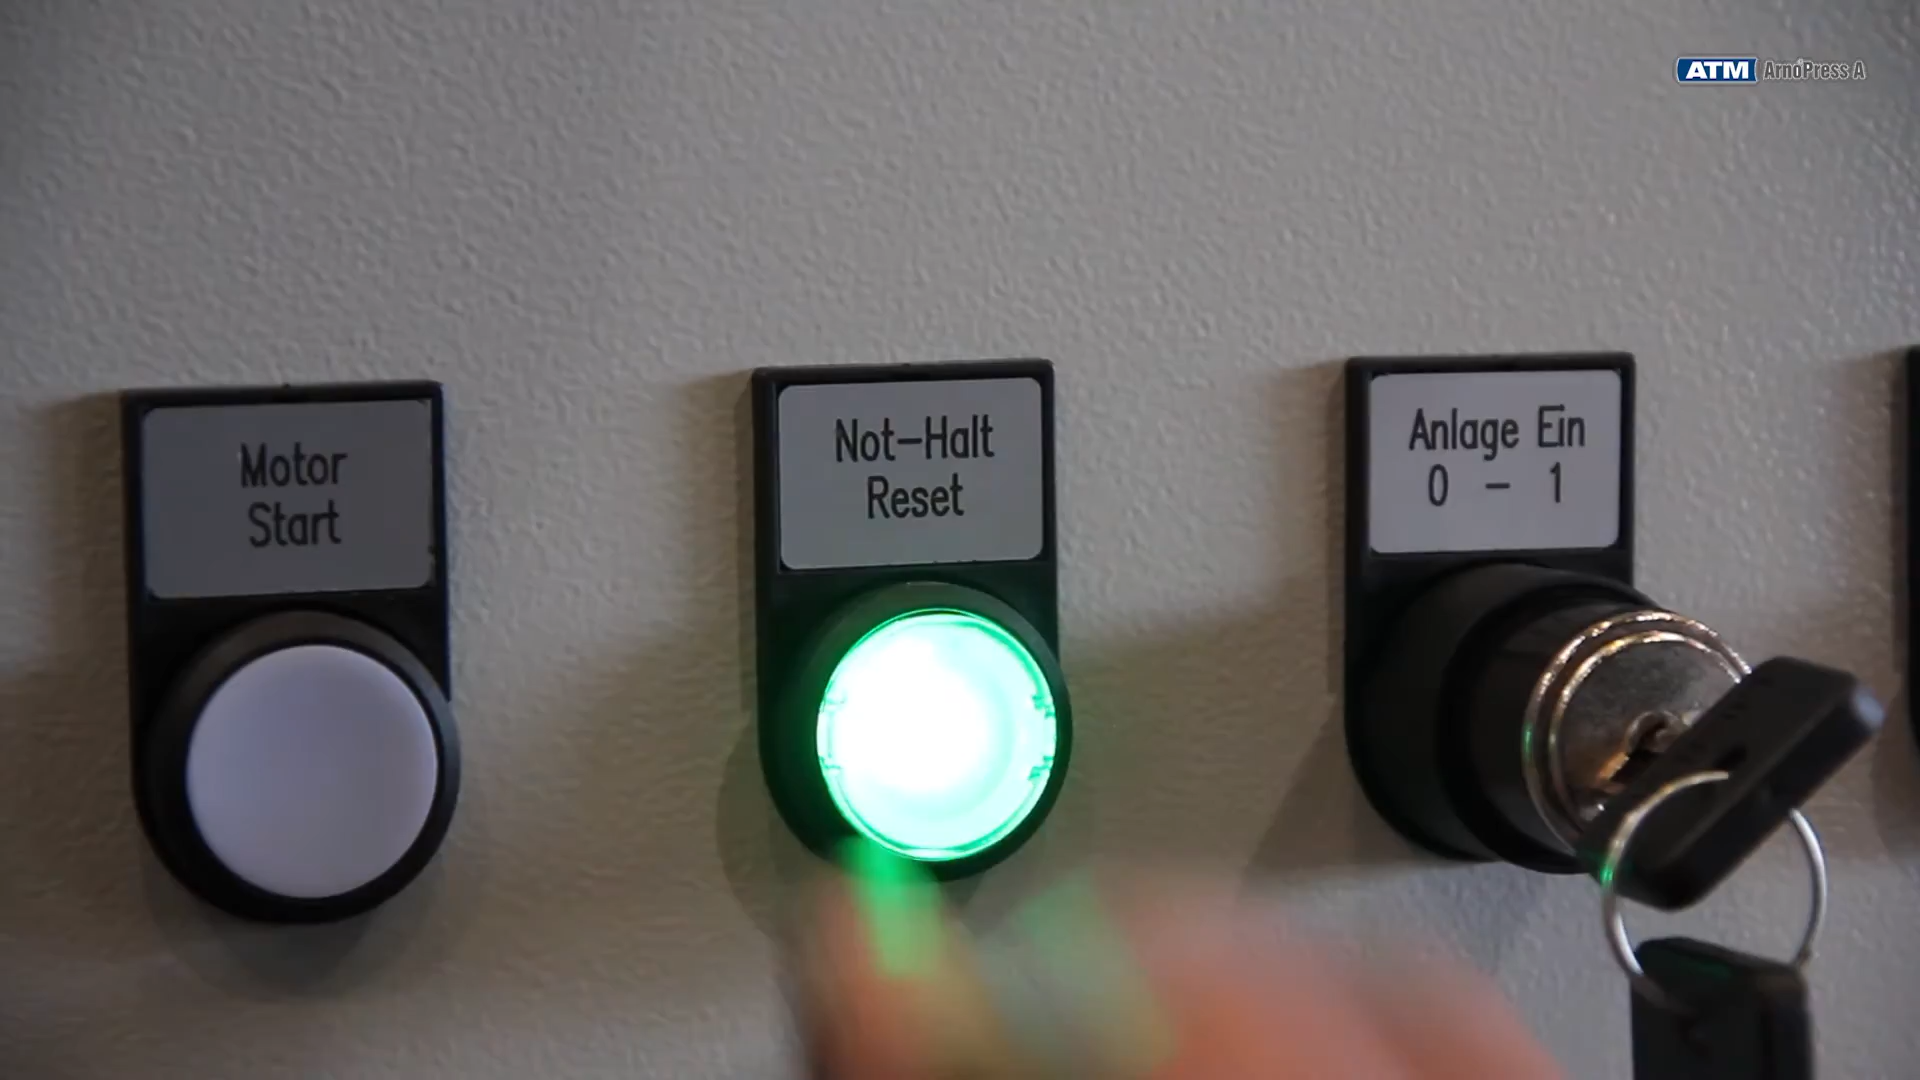 ATM ArnoPress A
Motor
Start
Not-Halt
Reset
Anlage Ein
0 - 1